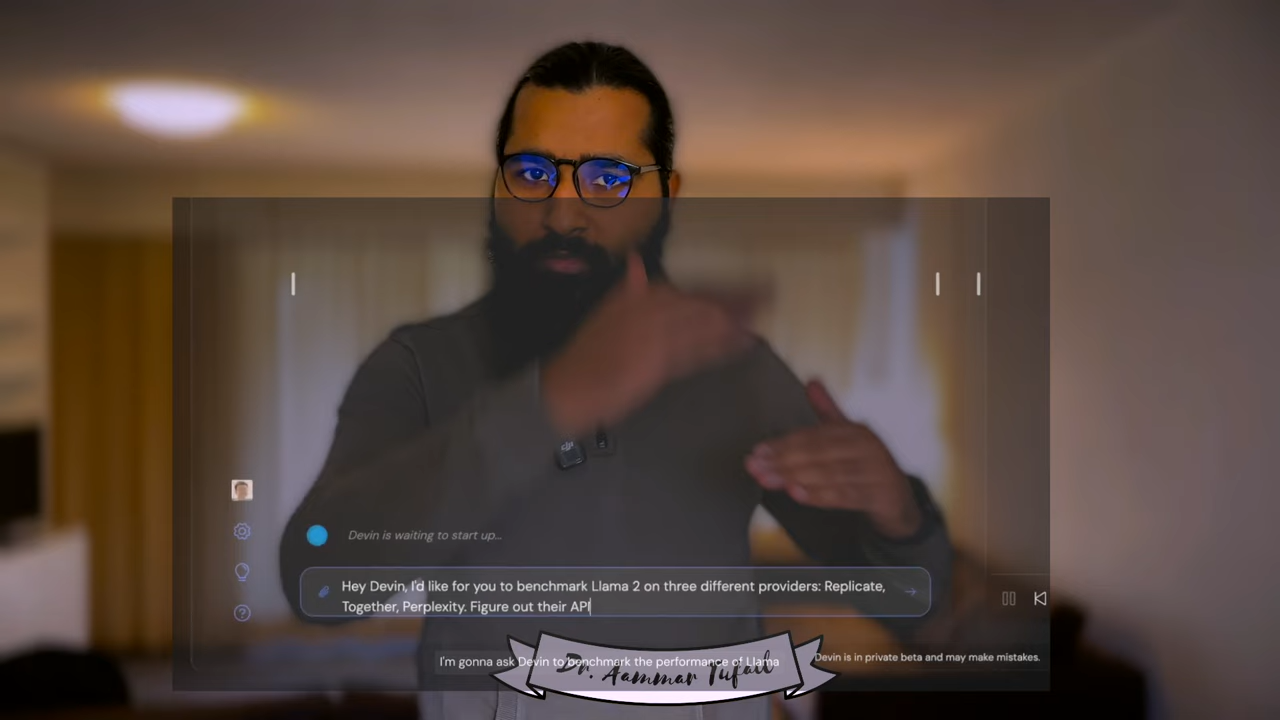 Devin is waiting to start up...
Hey Devin, I'd like for you to benchmark Llama 2 on three different providers: Replicate,
Together, Perplexity. Figure out their API
I'm gonna ask Devin to benchmark the performance of Llama
Devin is in private beta and may make mistakes.
Dr. Aammar Tufail
dji